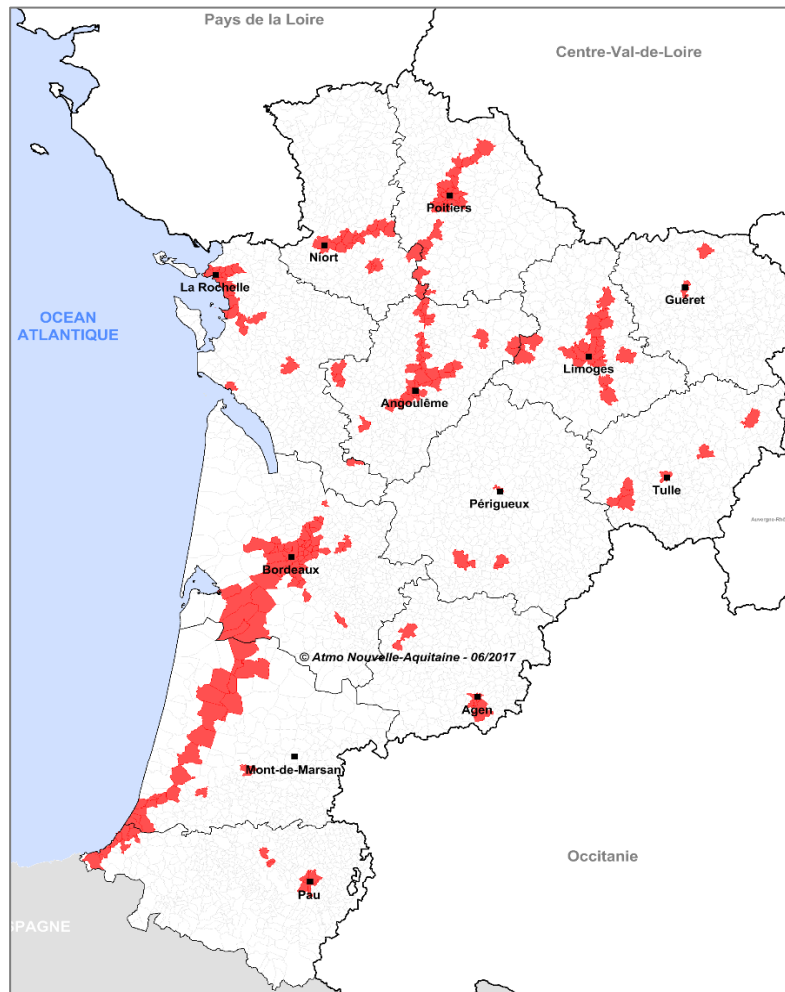 Pays de la Loire
Centre-Val-de-Loire
Poitiers
Niort
La Rochelle
Guéret
OCEAN
ATLANTIQUE
Limoges
Angoulême
Périgueux
Tulle
Bordeaux
© Atmo Nouvelle-Aquitaine - 06/2017
Agen
Mont-de-Marsan
Occitanie
Pau
SPAGNE